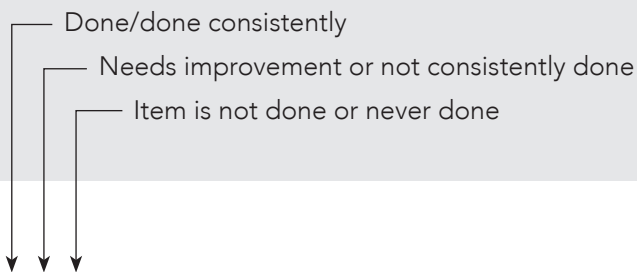 Done/done consistently
Needs improvement or not consistently done
Item is not done or never done